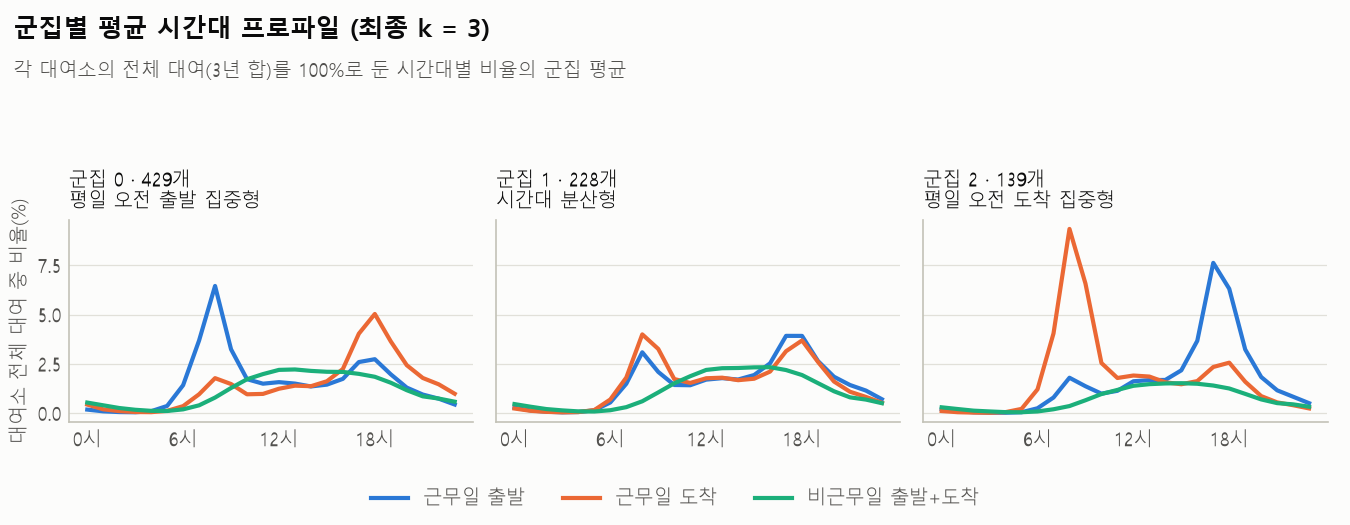 군집별 평균 시간대 프로파일 (최종 k = 3)
각 대여소의 전체 대여(3년 합)를 100%로 둔 시간대별 비율의 군집 평균
군집 0 · 429개
평일 오전 출발 집중형
군집 1 · 228개
시간대 분산형
군집 2 · 139개
평일 오전 도착 집중형
대여소 전체 대여 중 비율(%)
7.5
5.0
2.5
0.0
0시 6시 12시 18시
0시 6시 12시 18시
0시 6시 12시 18시
근무일 출발 근무일 도착 비근무일 출발+도착